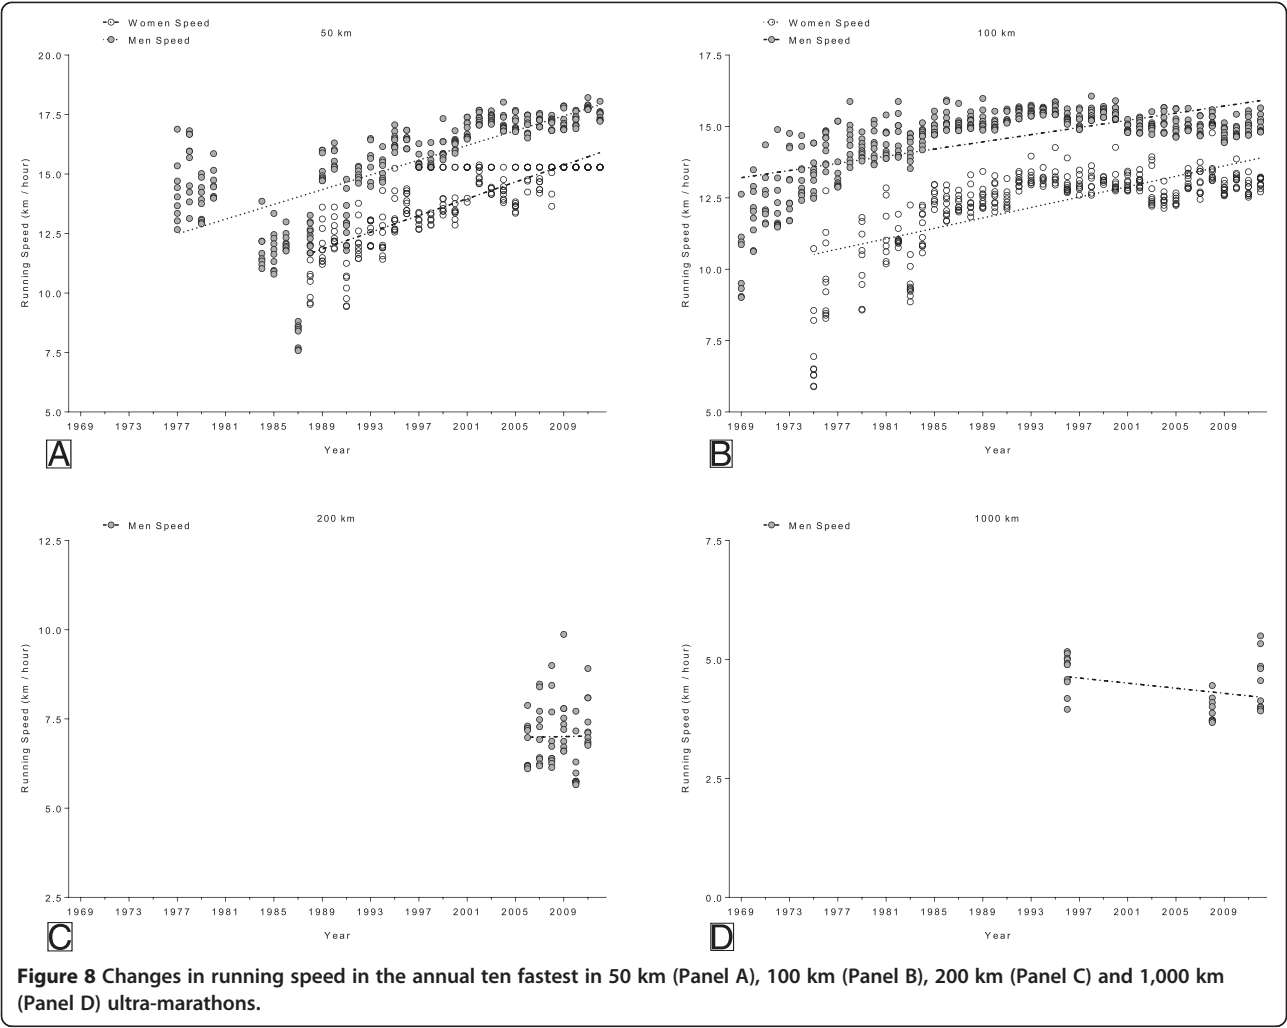 Women Speed
Men Speed
50 km
20.0
17.5
15.0
12.5
10.0
7.5
5.0
Running Speed (km / hour)
1969 1973 1977 1981 1985 1989 1993 1997 2001 2005 2009
Year
A
Women Speed
Men Speed
100 km
17.5
15.0
12.5
10.0
7.5
5.0
Running Speed (km / hour)
1969 1973 1977 1981 1985 1989 1993 1997 2001 2005 2009
Year
B
Men Speed
200 km
12.5
10.0
7.5
5.0
2.5
Running Speed (km / hour)
1969 1973 1977 1981 1985 1989 1993 1997 2001 2005 2009
Year
C
Men Speed
1000 km
7.5
5.0
2.5
0.0
Running Speed (km / hour)
1969 1973 1977 1981 1985 1989 1993 1997 2001 2005 2009
Year
D
Figure 8 Changes in running speed in the annual ten fastest in 50 km (Panel A), 100 km (Panel B), 200 km (Panel C) and 1,000 km
(Panel D) ultra-marathons.